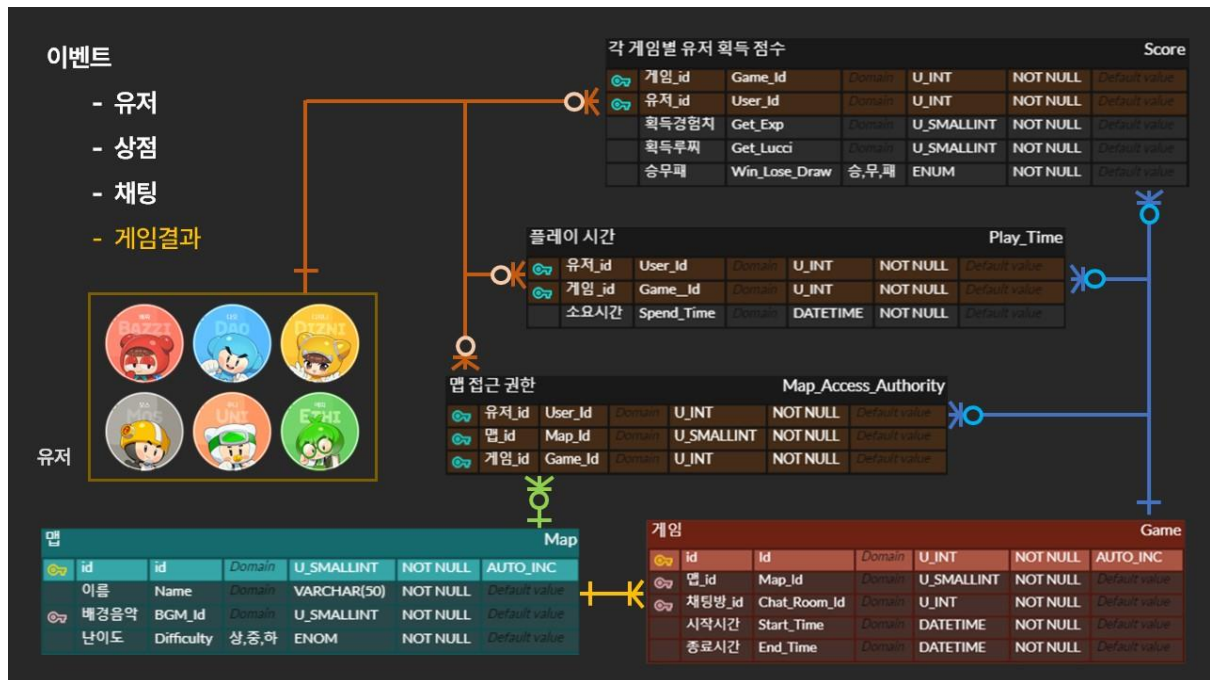 이벤트
- 유저
- 상점
- 채팅
- 게임결과
각 게임별 유저 획득 점수 Score
게임_id Game_Id Domain U_INT NOT NULL Default value
유저_id User_Id Domain U_INT NOT NULL Default value
획득경험치 Get_Exp Domain U_SMALLINT NOT NULL Default value
획득루찌 Get_Lucci Domain U_SMALLINT NOT NULL Default value
승무패 Win_Lose_Draw 승,무,패 ENUM NOT NULL Default value
플레이 시간 Play_Time
유저_id User_Id Domain U_INT NOT NULL Default value
게임_id Game__Id Domain U_INT NOT NULL Default value
소요시간 Spend_Time Domain DATETIME NOT NULL Default value
BAZZI
다오 DAO
디지니 DIZNI
모스 MOS
우니 UNI
에띠 ETHI
유저
맵 접근 권한 Map_Access_Authority
유저_id User_Id Domain U_INT NOT NULL Default value
맵_id Map_Id Domain U_SMALLINT NOT NULL Default value
게임_id Game_Id Domain U_INT NOT NULL Default value
맵 Map
id id Domain U_SMALLINT NOT NULL AUTO_INC
이름 Name Domain VARCHAR(50) NOT NULL Default value
배경음악 BGM_Id Domain U_SMALLINT NOT NULL Default value
난이도 Difficulty 상,중,하 ENOM NOT NULL Default value
게임 Game
id Id Domain U_INT NOT NULL AUTO_INC
맵_id Map_Id Domain U_SMALLINT NOT NULL Default value
채팅방_id Chat_Room_Id Domain U_INT NOT NULL Default value
시작시간 Start_Time Domain DATETIME NOT NULL Default value
종료시간 End_Time Domain DATETIME NOT NULL Default value